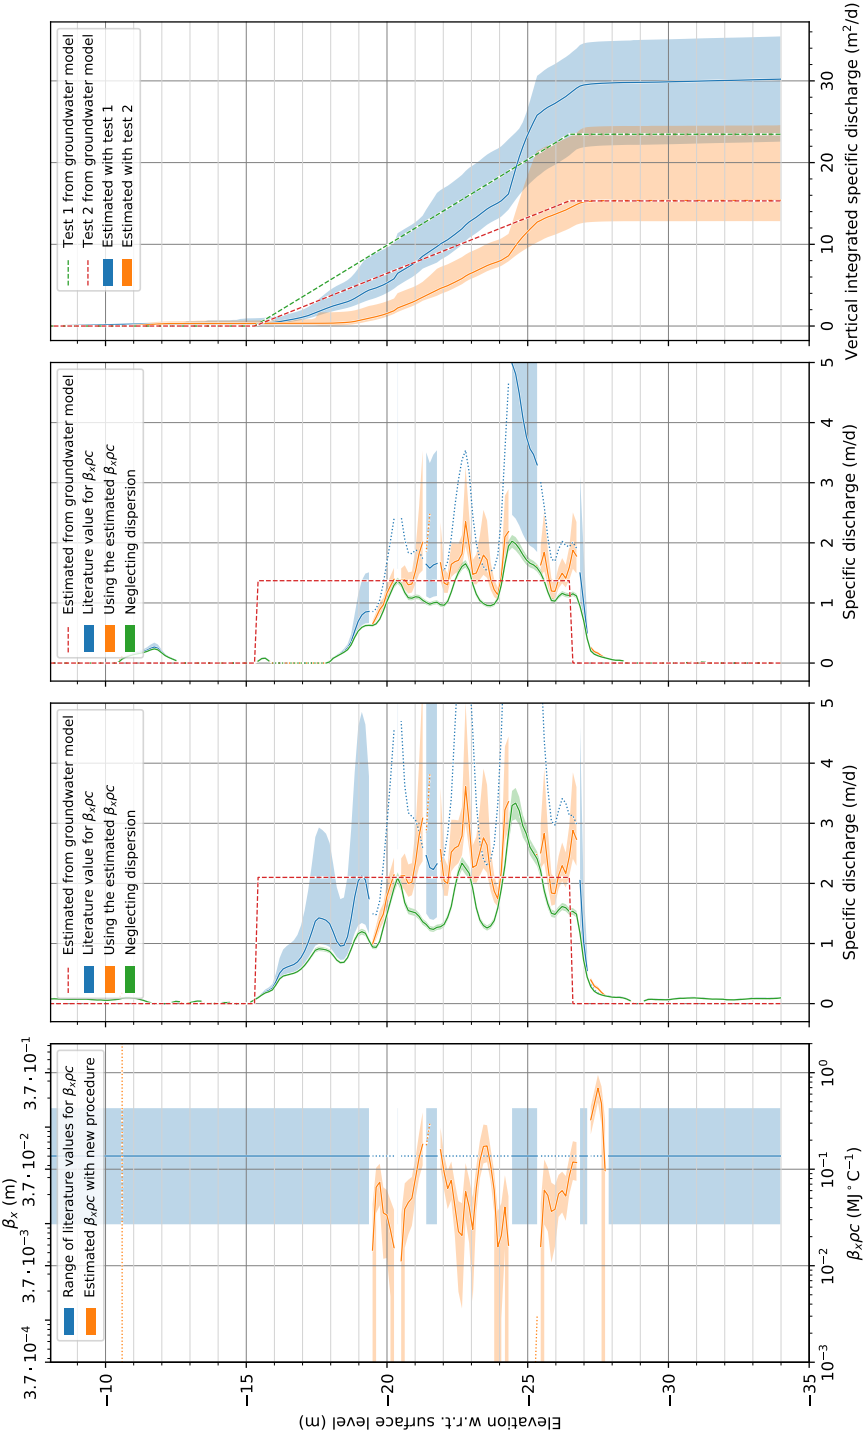 β_x (m)
3.7·10⁻⁴
3.7·10⁻³
3.7·10⁻²
3.7·10⁻¹
Range of literature values for β_xρc
Estimated β_xρc with new procedure
10⁻³
10⁻²
10⁻¹
10⁰
β_xρc (MJ°C⁻¹)
Elevation w.r.t. surface level (m)
−10
−15
−20
−25
−30
−35
Estimated from groundwater model
Literature value for β_xρc
Using the estimated β_xρc
Neglecting dispersion
0
1
2
3
4
5
Specific discharge (m/d)
Estimated from groundwater model
Literature value for β_xρc
Using the estimated β_xρc
Neglecting dispersion
0
1
2
3
4
5
Specific discharge (m/d)
Test 1 from groundwater model
Test 2 from groundwater model
Estimated with test 1
Estimated with test 2
0
10
20
30
Vertical integrated specific discharge (m²/d)